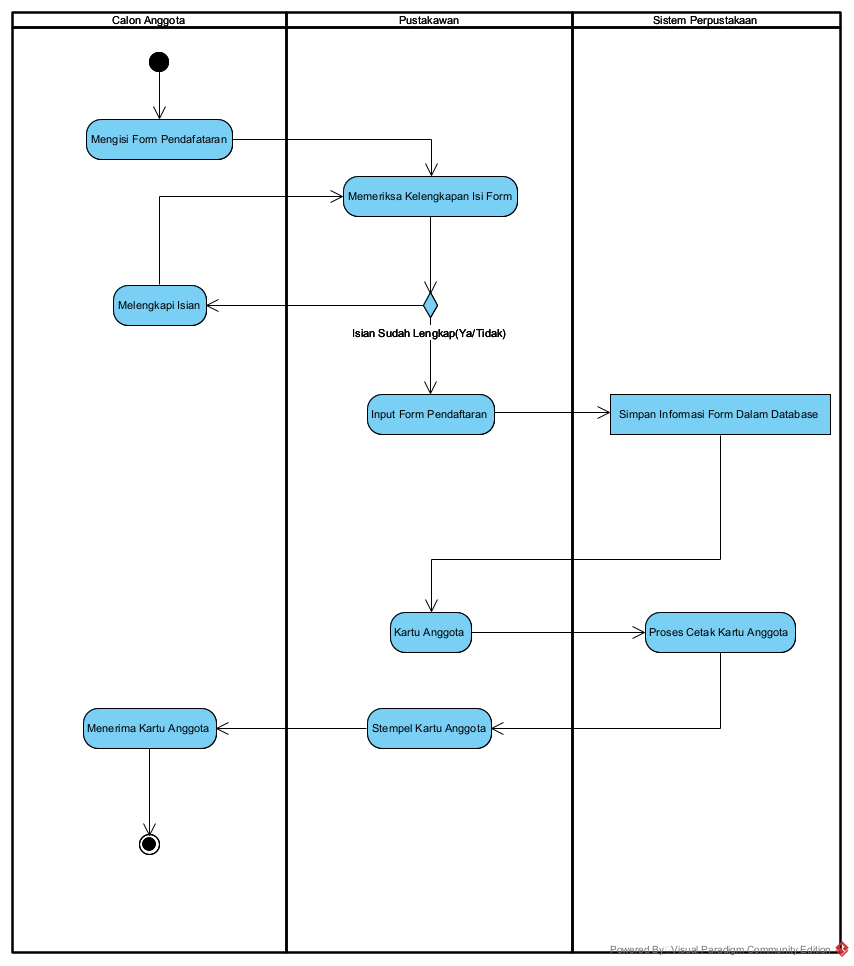 Calon Anggota
Pustakawan
Sistem Perpustakaan
Mengisi Form Pendafataran
Memeriksa Kelengkapan Isi Form
Melengkapi Isian
Isian Sudah Lengkap(Ya/Tidak)
Input Form Pendaftaran
Simpan Informasi Form Dalam Database
Kartu Anggota
Proses Cetak Kartu Anggota
Menerima Kartu Anggota
Stempel Kartu Anggota
Powered By Visual Paradigm Community Edition